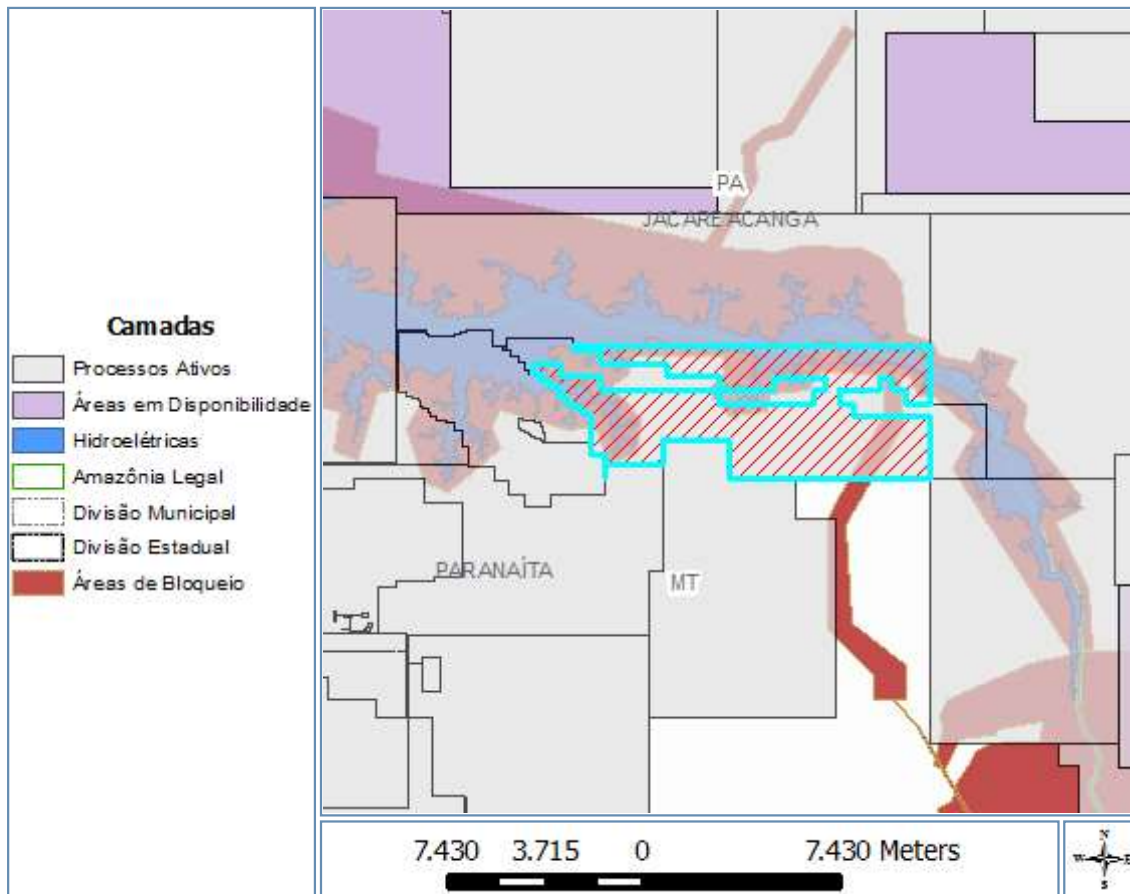 Camadas
Processos Ativos
Áreas em Disponibilidade
Hidroelétricas
Amazônia Legal
Divisão Municipal
Divisão Estadual
Áreas de Bloqueio
PA
JACAREACANGA
PARANAÍTA
MT
7.430 3.715 0 7.430 Meters
N
W E
S